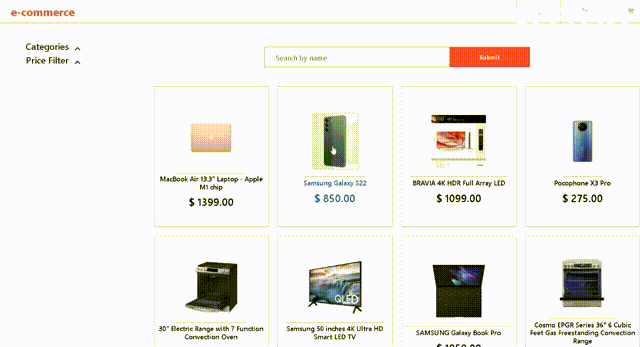 e-commerce
Categories
Price Filter
Search by name
Submit
MacBook Air 13.3" Laptop - Apple
M1 chip
$ 1399.00
Samsung Galaxy S22
$ 850.00
BRAVIA 4K HDR Full Array LED
$ 1099.00
Pocophone X3 Pro
$ 275.00
30" Electric Range with 7 Function
Convection Oven
Samsung 50 inches 4K Ultra HD
Smart LED TV
QLED
SAMSUNG Galaxy Book Pro
$ 1050.00
Cosmo EPGR Series 36" 6 Cubic
Feet Gas Freestanding Convection
Range